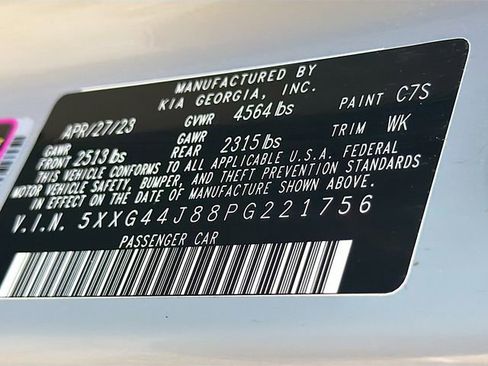 MANUFACTURED BY
KIA GEORGIA, INC.
APR/27/23 GVWR 4564 lbs PAINT C7S
GAWR GAWR
FRONT 2513 lbs REAR 2315 lbs TRIM WK
THIS VEHICLE CONFORMS TO ALL APPLICABLE U.S.A. FEDERAL
MOTOR VEHICLE SAFETY, BUMPER, AND THEFT PREVENTION STANDARDS
IN EFFECT ON THE DATE OF MANUFACTURE SHOWN ABOVE.
V.I.N. 5XXG44J88PG221756
PASSENGER CAR